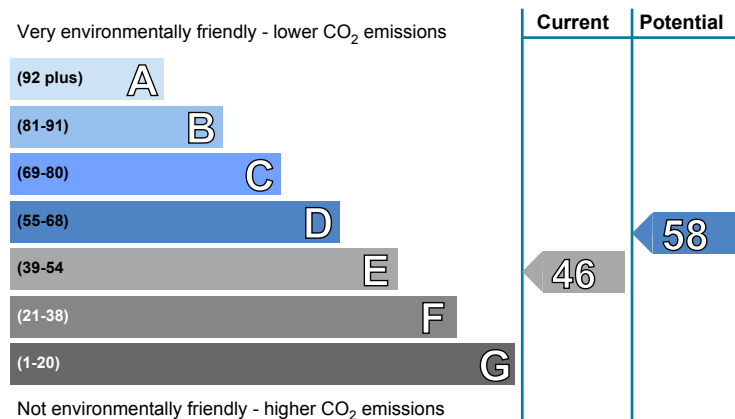 Very environmentally friendly - lower CO₂ emissions
Current
Potential
(92 plus) A
(81-91) B
(69-80) C
(55-68) D
58
(39-54 E
46
(21-38) F
(1-20) G
Not environmentally friendly - higher CO₂ emissions